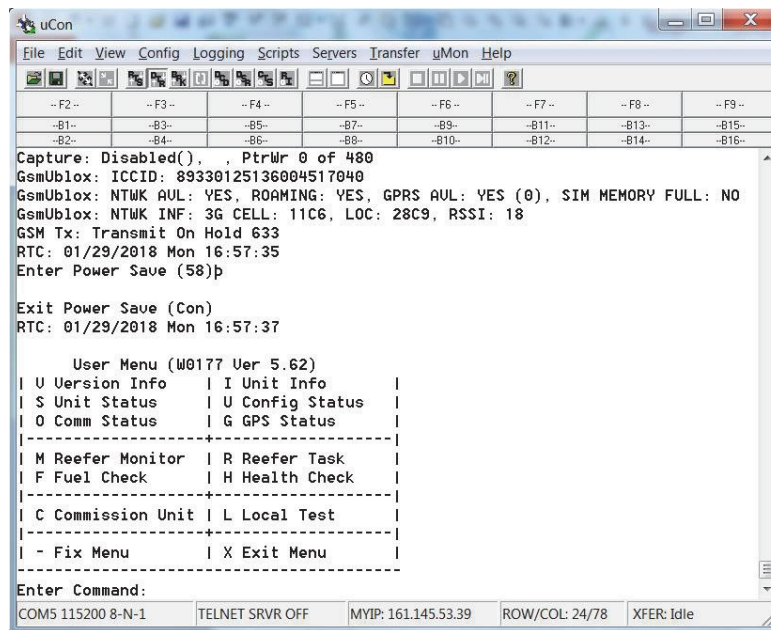 uCon
File Edit View Config Logging Scripts Servers Transfer uMon Help
-- F2 -- -- F3 -- -- F4 -- -- F5 -- -- F6 -- -- F7 -- -- F8 -- -- F9 --
--B1-- --B3-- --B5-- --B7-- --B9-- --B11-- --B13-- --B15--
--B2-- --B4-- --B6-- --B8-- --B10-- --B12-- --B14-- --B16--
Capture: Disabled(),  , PtrWr 0 of 480
GsmUblox: ICCID: 89330125136004517040
GsmUblox: NTWK AVL: YES, ROAMING: YES, GPRS AVL: YES (0), SIM MEMORY FULL: NO
GsmUblox: NTWK INF: 3G CELL: 11C6, LOC: 28C9, RSSI: 18
GSM Tx: Transmit On Hold 633
RTC: 01/29/2018 Mon 16:57:35
Enter Power Save (58)þ
Exit Power Save (Con)
RTC: 01/29/2018 Mon 16:57:37
User Menu (W0177 Ver 5.62)
| V Version Info | I Unit Info |
| S Unit Status | U Config Status |
| O Comm Status | G GPS Status |
|--------------------+--------------------|
| M Reefer Monitor | R Reefer Task |
| F Fuel Check | H Health Check |
|--------------------+--------------------|
| C Commission Unit | L Local Test |
|--------------------+--------------------|
| - Fix Menu | X Exit Menu |
-----------------------------------------
Enter Command:
COM5 115200 8-N-1 TELNET SRVR OFF MYIP: 161.145.53.39 ROW/COL: 24/78 XFER: Idle